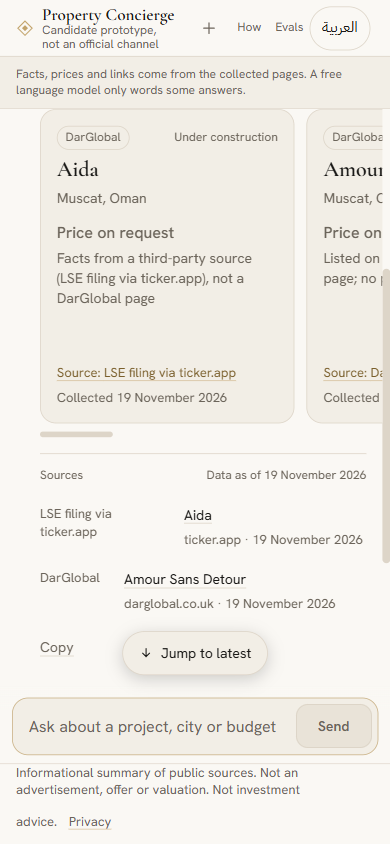 Property Concierge
Candidate prototype,
not an official channel
+
How
Evals
العربية
Facts, prices and links come from the collected pages. A free
language model only words some answers.
DarGlobal
Under construction
Aida
Muscat, Oman
Price on request
Facts from a third-party source
(LSE filing via ticker.app), not a
DarGlobal page
Source: LSE filing via ticker.app
Collected 19 November 2026
DarGloba
Amour
Muscat, O
Price on
Listed on
page; no
Source: Da
Collected
Sources
Data as of 19 November 2026
LSE filing via
ticker.app
Aida
ticker.app · 19 November 2026
DarGlobal
Amour Sans Detour
darglobal.co.uk · 19 November 2026
Copy
↓ Jump to latest
Ask about a project, city or budget
Send
Informational summary of public sources. Not an
advertisement, offer or valuation. Not investment
advice. Privacy